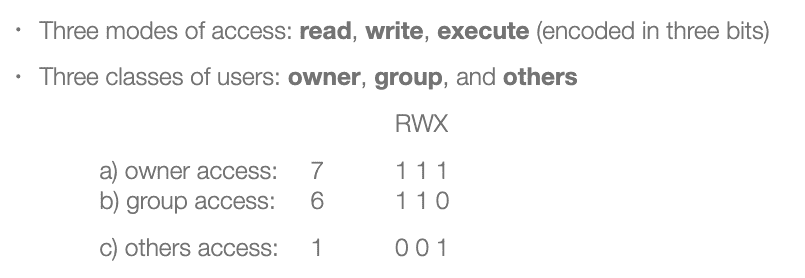 · Three modes of access: read, write, execute (encoded in three bits)
· Three classes of users: owner, group, and others
RWX
a) owner access: 7 1 1 1
b) group access: 6 1 1 0
c) others access: 1 0 0 1